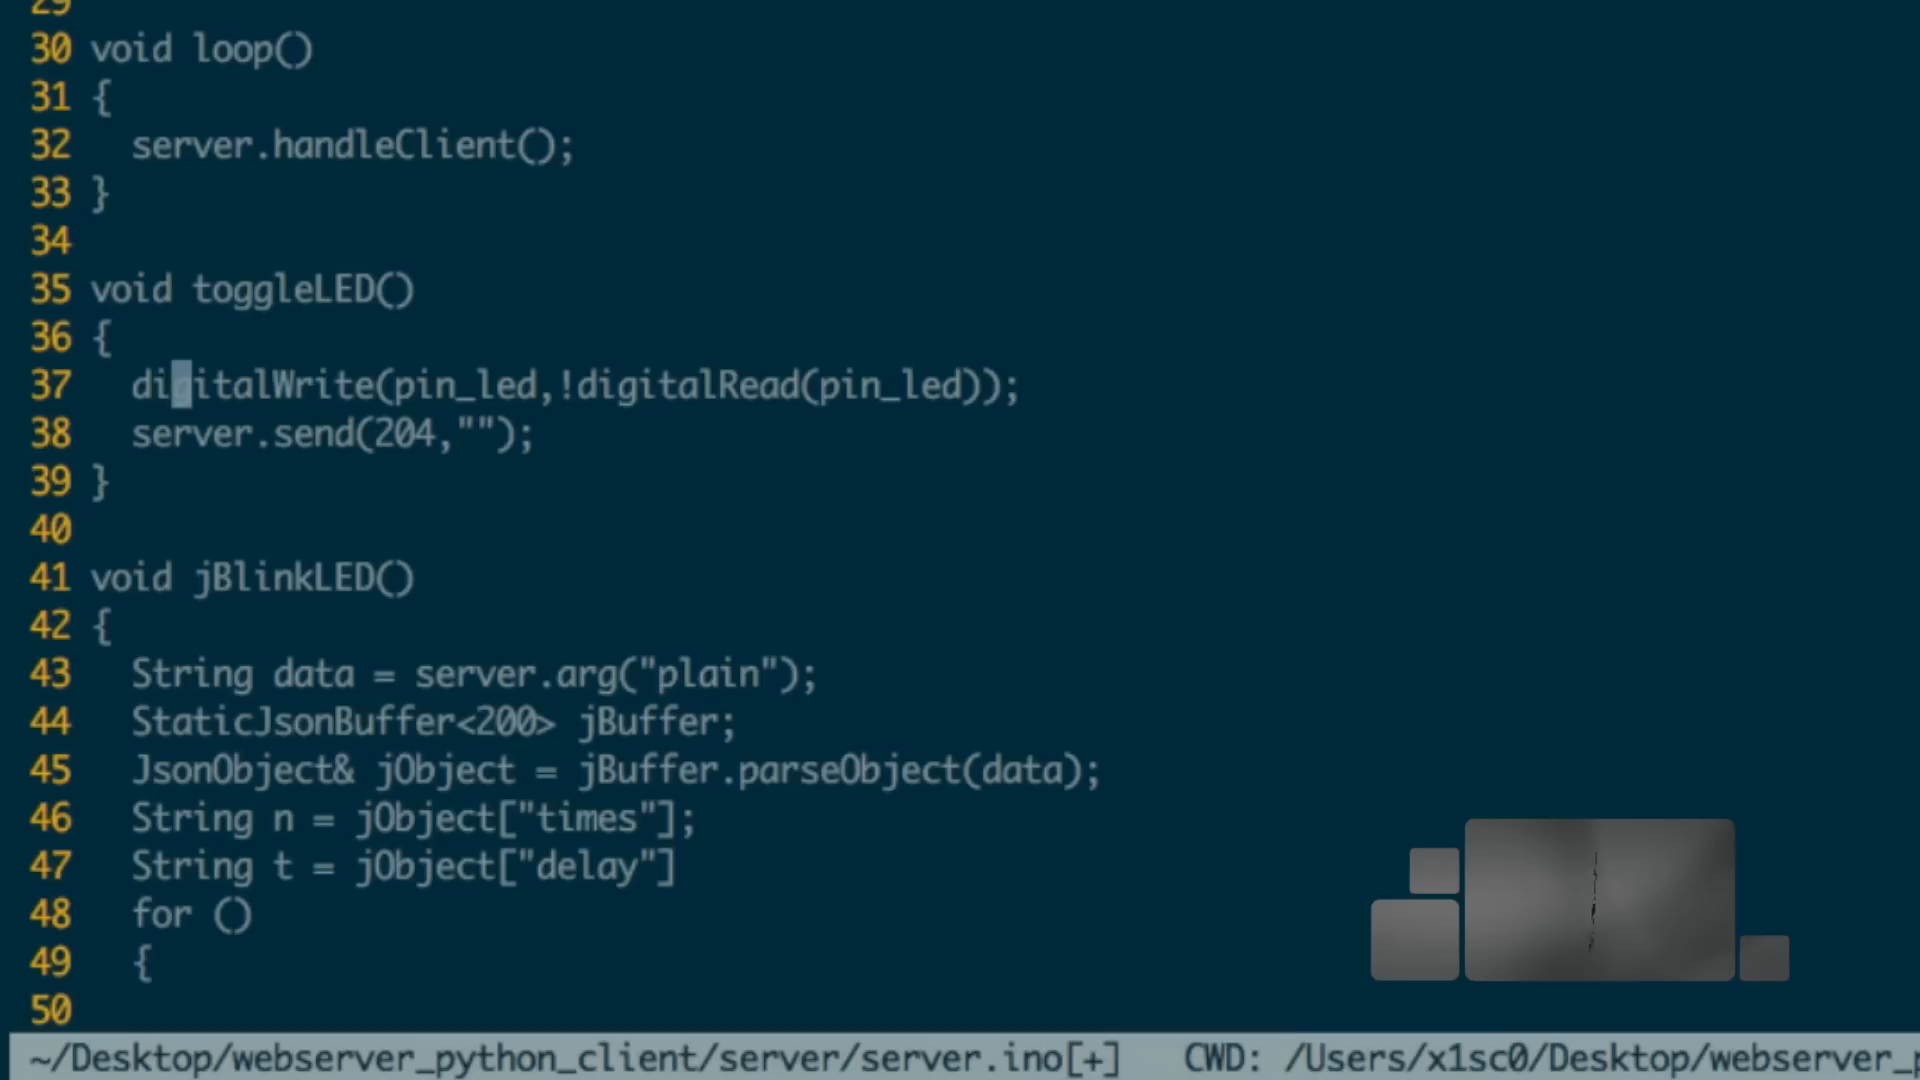 29
30 void loop()
31 {
32 server.handleClient();
33 }
34
35 void toggleLED()
36 {
37 digitalWrite(pin_led,!digitalRead(pin_led));
38 server.send(204,"");
39 }
40
41 void jBlinkLED()
42 {
43 String data = server.arg("plain");
44 StaticJsonBuffer<200> jBuffer;
45 JsonObject& jObject = jBuffer.parseObject(data);
46 String n = jObject["times"];
47 String t = jObject["delay"]
48 for ()
49 {
50
~/Desktop/webserver_python_client/server/server.ino[+] CWD: /Users/x1sc0/Desktop/webserver_p